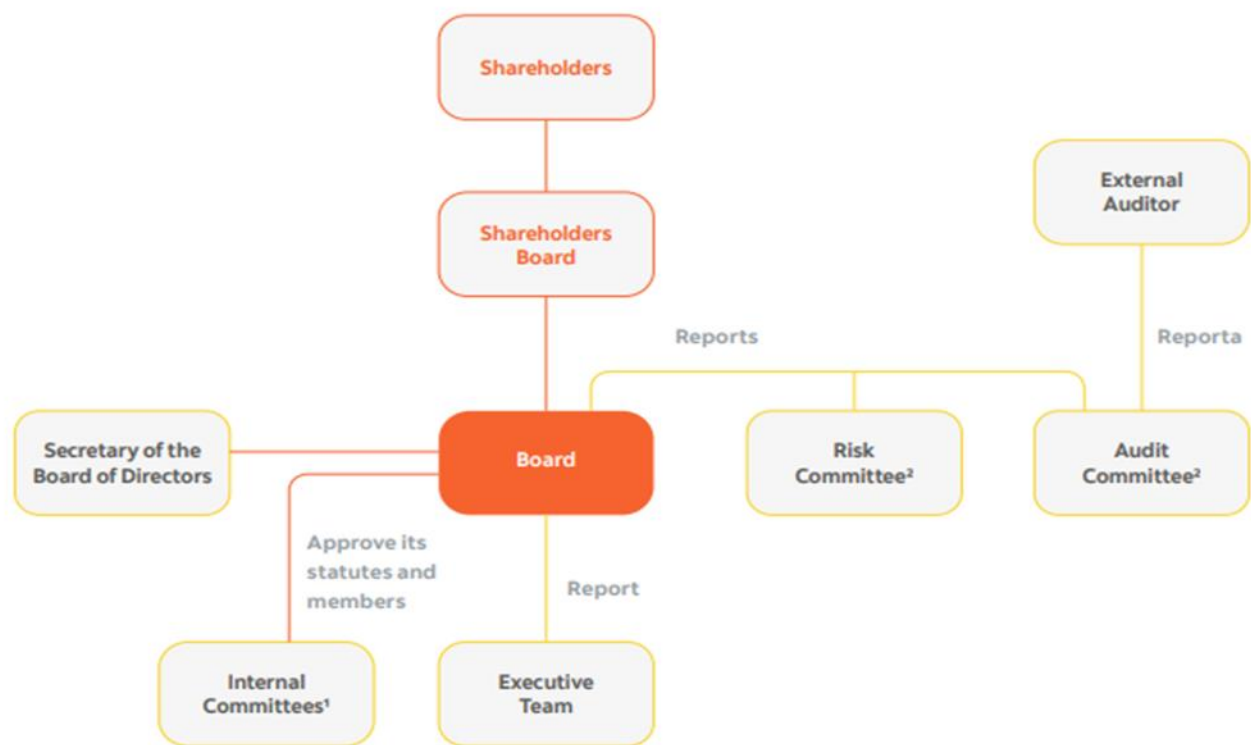 Shareholders
External
Auditor
Shareholders
Board
Reports
Reporta
Secretary of the
Board of Directors
Board
Risk
Committee²
Audit
Committee²
Approve its
statutes and
members
Report
Internal
Committees¹
Executive
Team